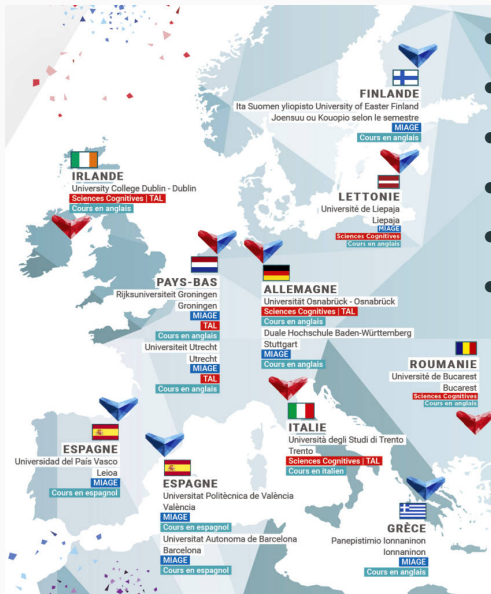 FINLANDE
Ita Suomen yliopisto University of Easter Finland
Joensuu ou Kouopio selon le semestre
MIAGE
Cours en anglais
IRLANDE
University College Dublin - Dublin
Sciences Cognitives | TAL
Cours en anglais
LETTONIE
Université de Liepaja
Liepaja
MIAGE
Sciences Cognitives
Cours en anglais
PAYS-BAS
Rijksuniversiteit Groningen
Groningen
MIAGE
TAL
Cours en anglais
Universiteit Utrecht
Utrecht
MIAGE
TAL
Cours en anglais
ALLEMAGNE
Universität Osnabrück - Osnabrück
Sciences Cognitives | TAL
Cours en anglais
Duale Hochschule Baden-Württemberg
Stuttgart
MIAGE
Cours en anglais
ROUMANIE
Université de Bucarest
Bucarest
Sciences Cognitives
Cours en anglais
ITALIE
Università degli Studi di Trento
Trento
Sciences Cognitives | TAL
Cours en italien
ESPAGNE
Universidad del País Vasco
Leioa
MIAGE
Cours en espagnol
ESPAGNE
Universitat Politècnica de València
València
MIAGE
Cours en espagnol
Universitat Autonoma de Barcelona
Barcelona
MIAGE
Cours en espagnol
GRÈCE
Panepistimio Ionnaninon
Ionnaninon
MIAGE
Cours en anglais